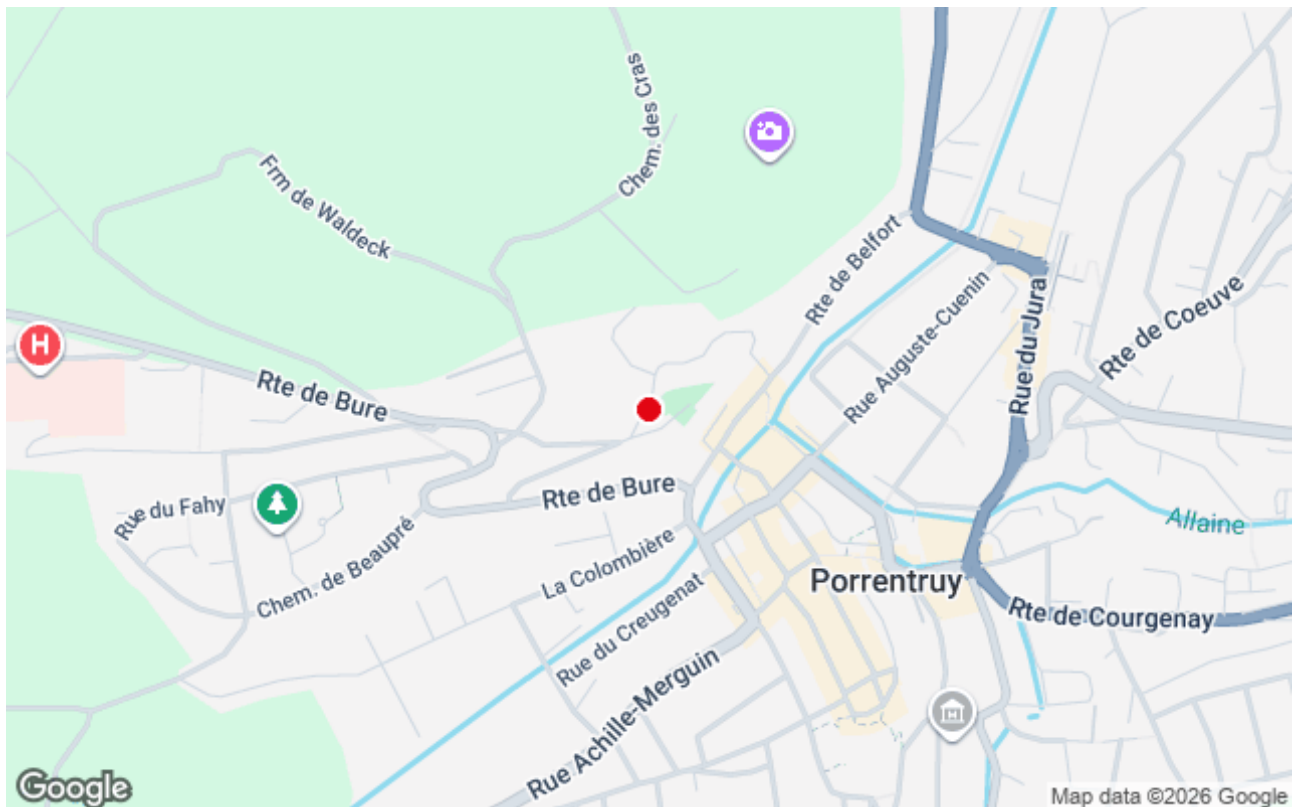 Chem. des Cras
Frm de Waldeck
Rte de Belfort
Rue Auguste-Cuenin
Rue du Jura
Rte de Coeuve
H
Rte de Bure
Rue du Fahy
Rte de Bure
Allaine
Chem. de Beaupré
La Colombière
Porrentruy
Rue du Creugenat
Rte de Courgenay
Rue Achille-Merguin
Google
Map data ©2026 Google